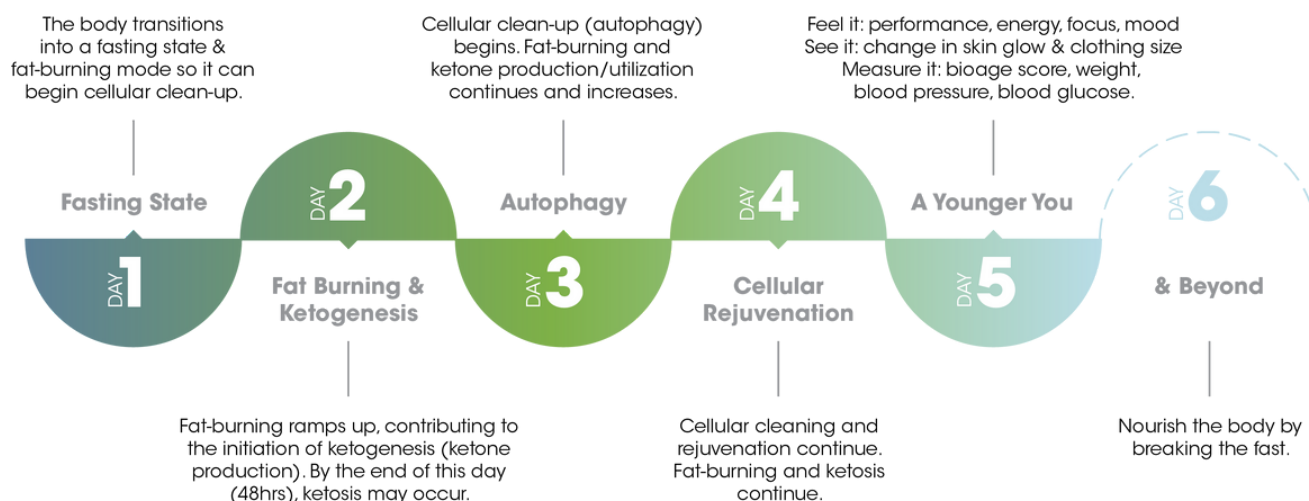 The body transitions
into a fasting state &
fat-burning mode so it can
begin cellular clean-up.
Fasting State
DAY 1
DAY 2
Fat Burning &
Ketogenesis
Fat-burning ramps up, contributing to
the initiation of ketogenesis (ketone
production). By the end of this day
(48hrs), ketosis may occur.
Cellular clean-up (autophagy)
begins. Fat-burning and
ketone production/utilization
continues and increases.
Autophagy
DAY 3
DAY 4
Cellular
Rejuvenation
Cellular cleaning and
rejuvenation continue.
Fat-burning and ketosis
continue.
Feel it: performance, energy, focus, mood
See it: change in skin glow & clothing size
Measure it: bioage score, weight,
blood pressure, blood glucose.
A Younger You
DAY 5
DAY 6
& Beyond
Nourish the body by
breaking the fast.